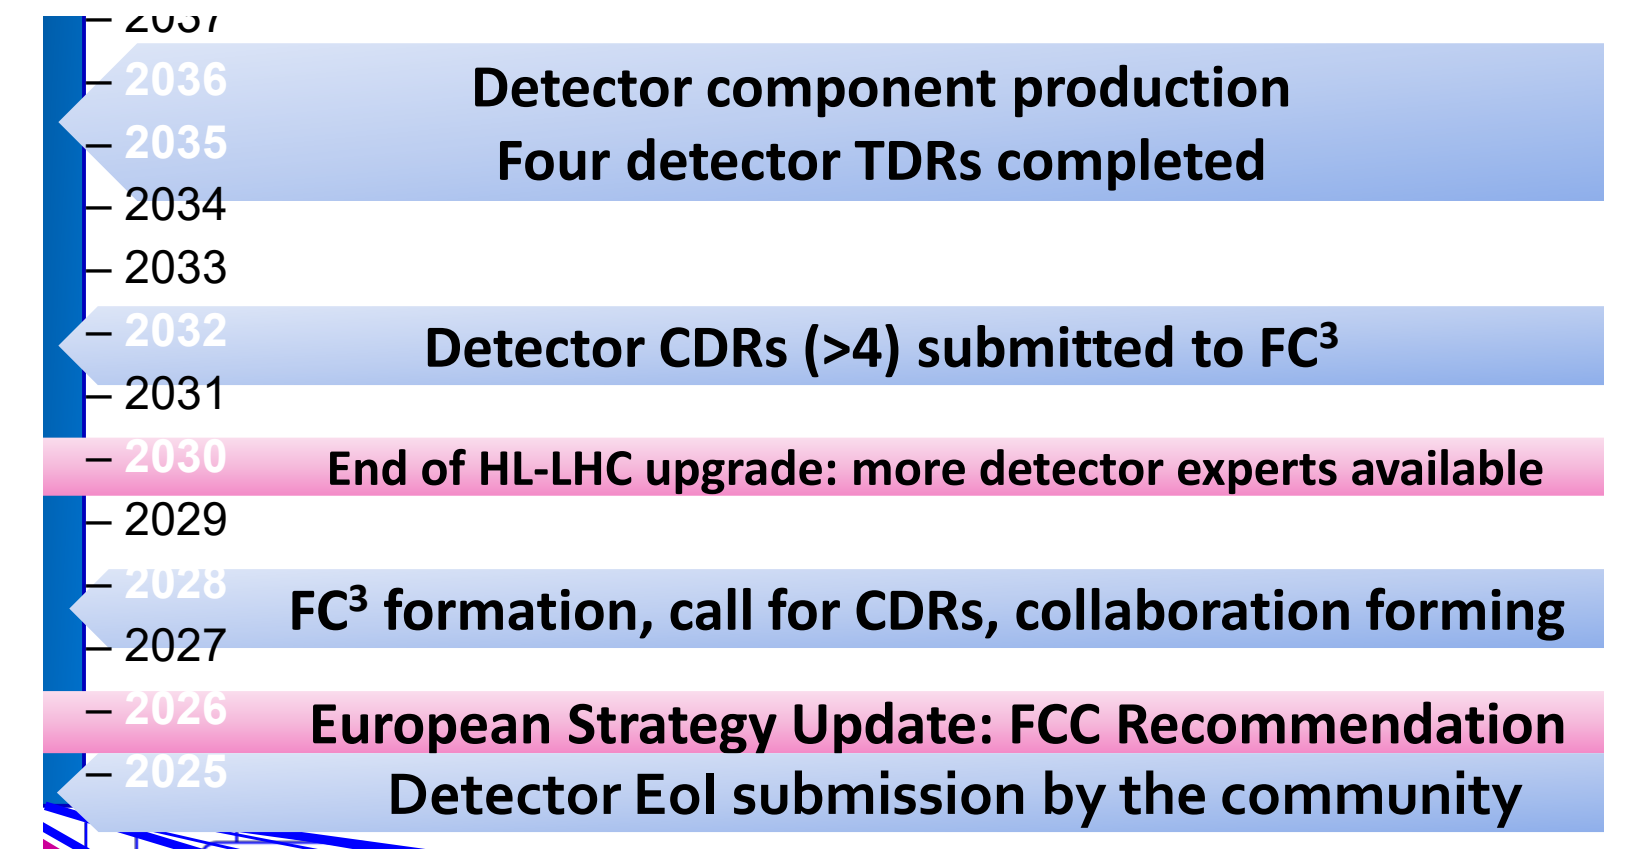 2037
2036
Detector component production
2035
Four detector TDRs completed
2034
2033
2032
Detector CDRs (>4) submitted to FC³
2031
2030
End of HL-LHC upgrade: more detector experts available
2029
2028
FC³ formation, call for CDRs, collaboration forming
2027
2026
European Strategy Update: FCC Recommendation
2025
Detector EoI submission by the community